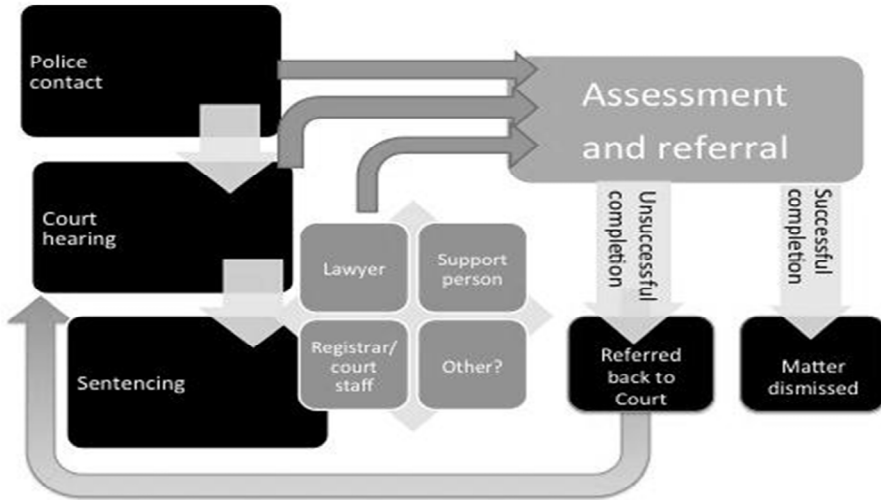 Police
contact
Assessment
and referral
Court
hearing
Lawyer
Support
person
Unsuccessful
completion
Successful
completion
Sentencing
Registrar/
court
staff
Other?
Referred
back to
Court
Matter
dismissed